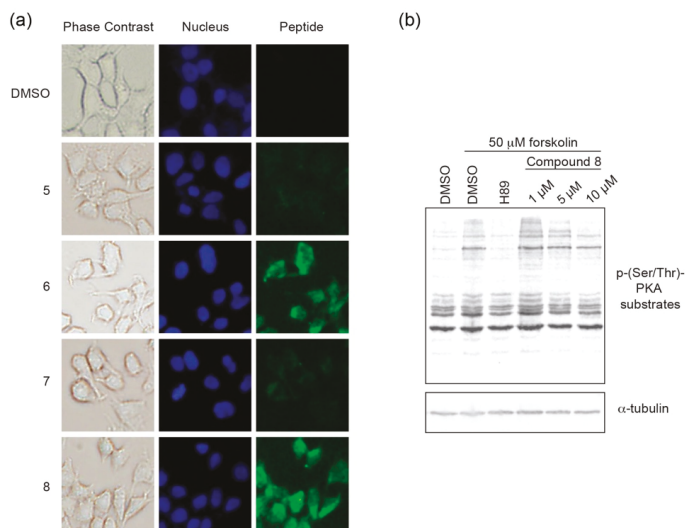 (a)
Phase Contrast Nucleus Peptide
DMSO
5
6
7
8
(b)
50 μM forskolin
Compound 8
DMSO DMSO H89 1 μM 5 μM 10 μM
p-(Ser/Thr)-
PKA
substrates
α-tubulin